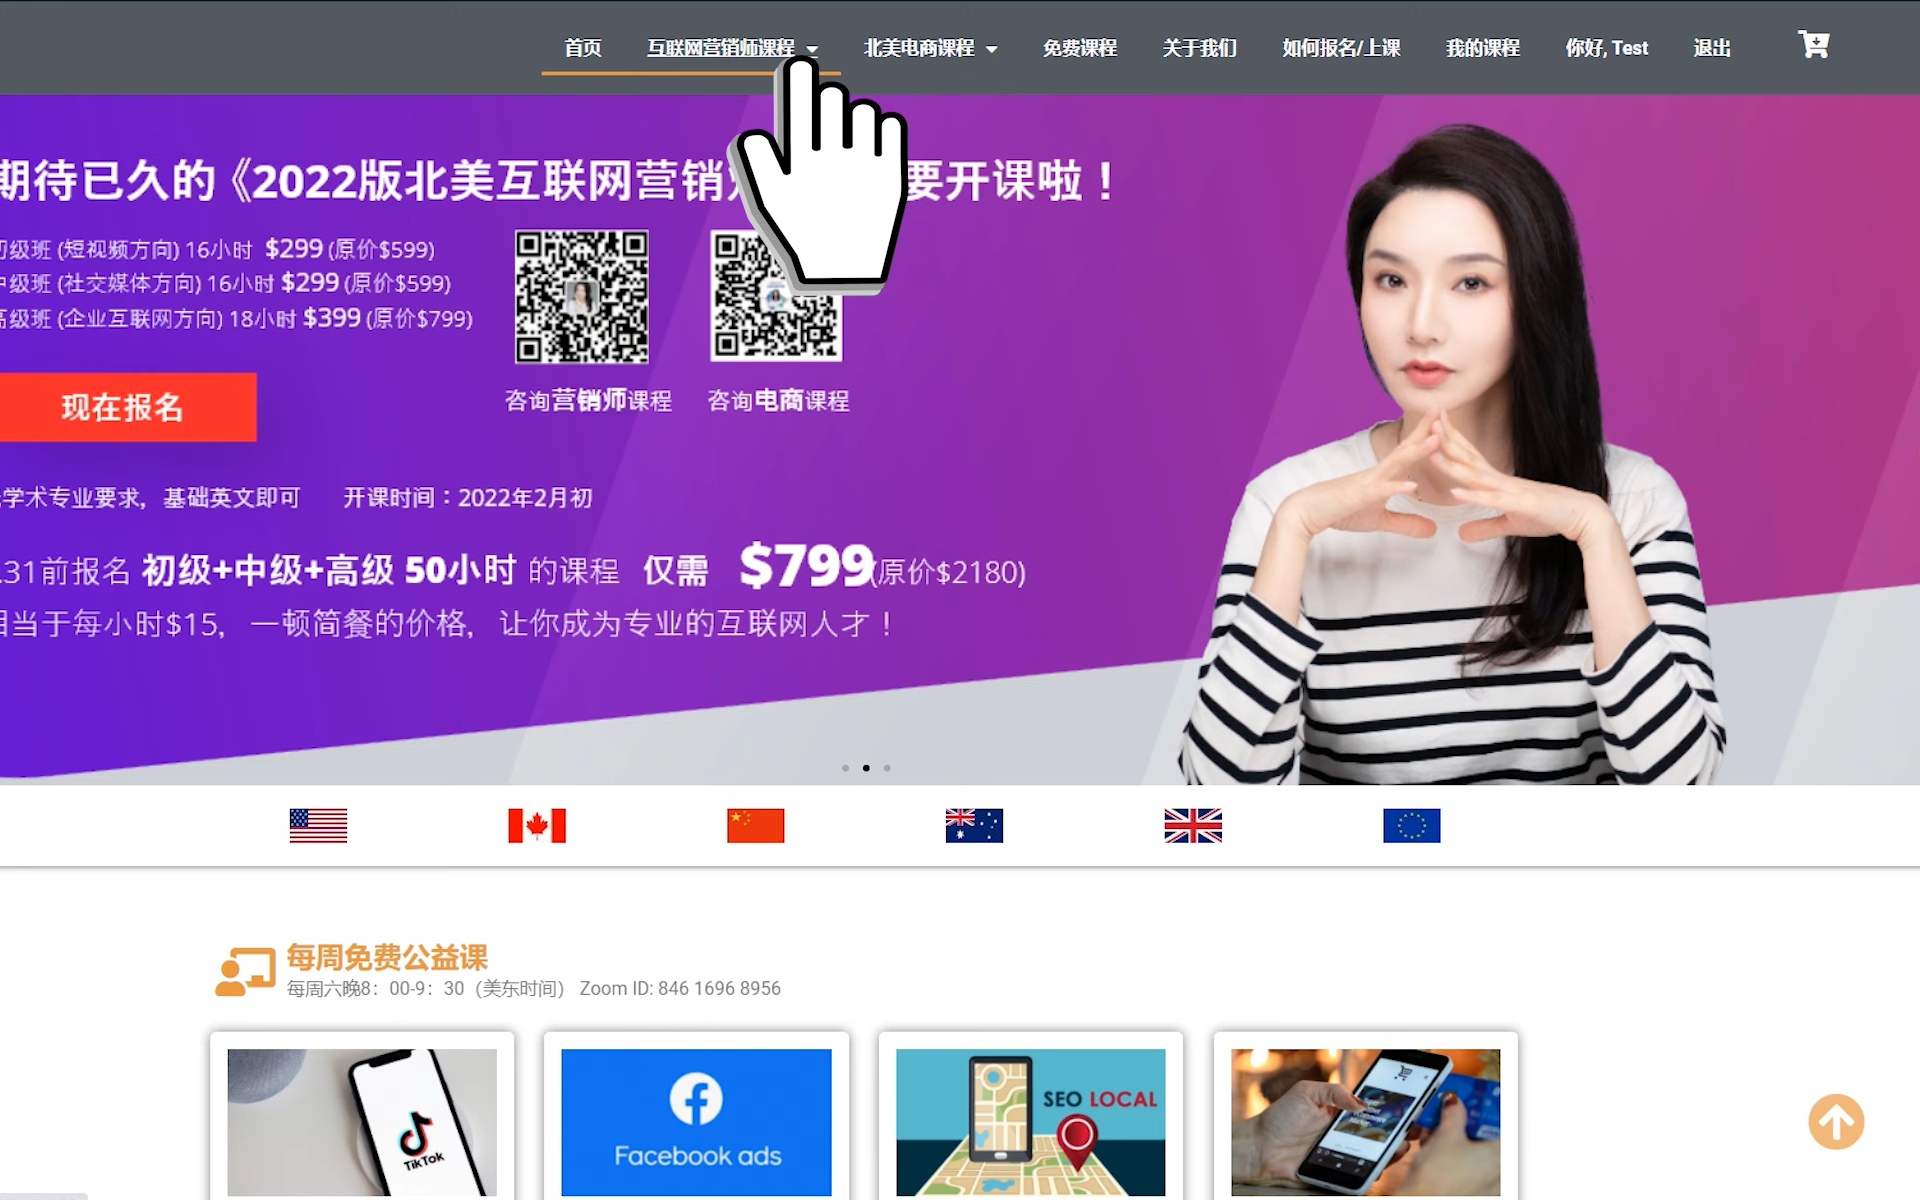 首页 互联网营销师课程 北美电商课程 免费课程 关于我们 如何报名/上课 我的课程 你好, Test 退出
期待已久的《2022版北美互联网营销 要开课啦！
初级班 (短视频方向) 16小时 $299 (原价$599)
中级班 (社交媒体方向) 16小时 $299 (原价$599)
高级班 (企业互联网方向) 18小时 $399 (原价$799)
咨询营销师课程 咨询电商课程
现在报名
学术专业要求，基础英文即可 开课时间：2022年2月初
.31前报名 初级+中级+高级 50小时 的课程 仅需 $799(原价$2180)
相当于每小时$15，一顿简餐的价格，让你成为专业的互联网人才！
每周免费公益课
每周六晚8：00-9：30（美东时间） Zoom ID: 846 1696 8956
TikTok
Facebook ads
SEO LOCAL